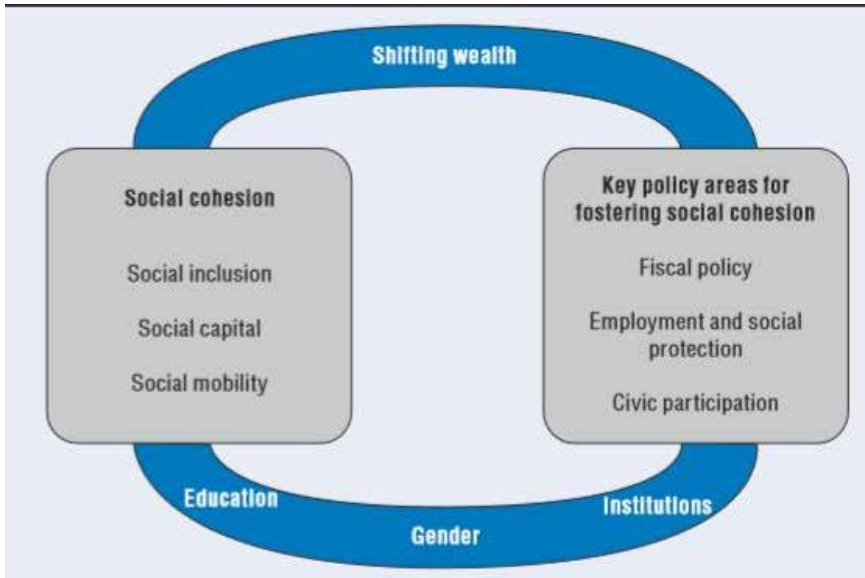 Shifting wealth
Social cohesion
Social inclusion
Social capital
Social mobility
Key policy areas for
fostering social cohesion
Fiscal policy
Employment and social
protection
Civic participation
Education
Gender
Institutions